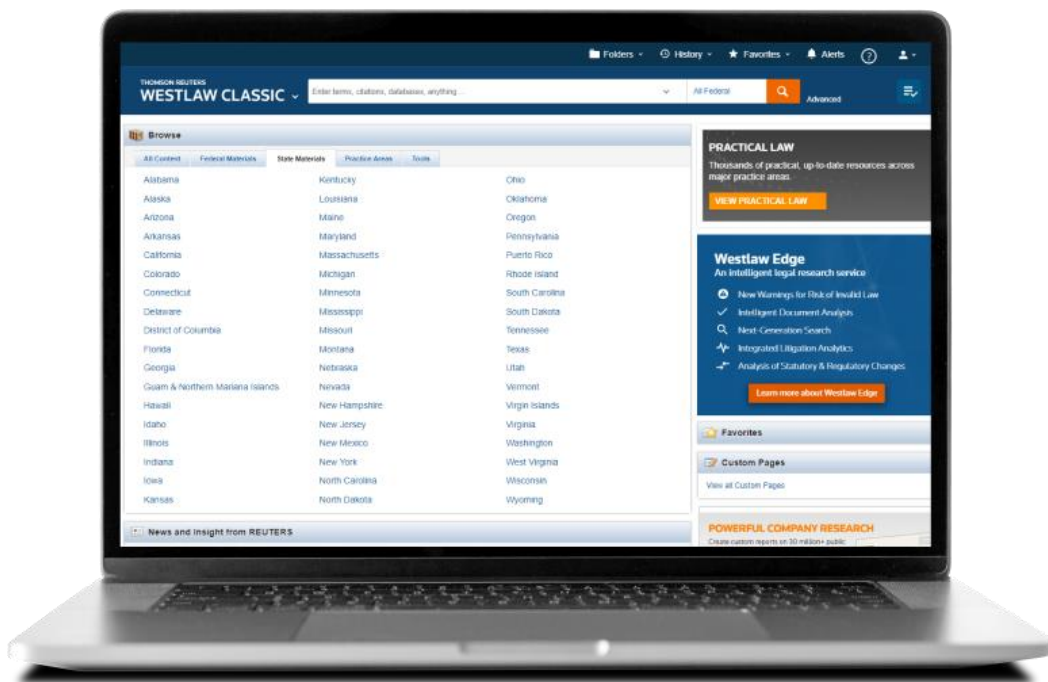 Folders
History
Favorites
Alerts
?
THOMSON REUTERS
WESTLAW CLASSIC
Enter terms, citations, databases, anything ...
All Federal
Advanced
Browse
All Content Federal Materials State Materials Practice Areas Tools
Alabama Kentucky Ohio
Alaska Louisiana Oklahoma
Arizona Maine Oregon
Arkansas Maryland Pennsylvania
California Massachusetts Puerto Rico
Colorado Michigan Rhode Island
Connecticut Minnesota South Carolina
Delaware Mississippi South Dakota
District of Columbia Missouri Tennessee
Florida Montana Texas
Georgia Nebraska Utah
Guam & Northern Mariana Islands Nevada Vermont
Hawaii New Hampshire Virgin Islands
Idaho New Jersey Virginia
Illinois New Mexico Washington
Indiana New York West Virginia
Iowa North Carolina Wisconsin
Kansas North Dakota Wyoming
News and Insight from REUTERS
PRACTICAL LAW
Thousands of practical, up-to-date resources across
major practice areas.
VIEW PRACTICAL LAW
Westlaw Edge
An intelligent legal research service
New Warnings for Risk of Invalid Law
Intelligent Document Analysis
Next-Generation Search
Integrated Litigation Analytics
Analysis of Statutory & Regulatory Changes
Learn more about Westlaw Edge
Favorites
Custom Pages
View all Custom Pages
POWERFUL COMPANY RESEARCH
Create custom reports on 30 million+ public